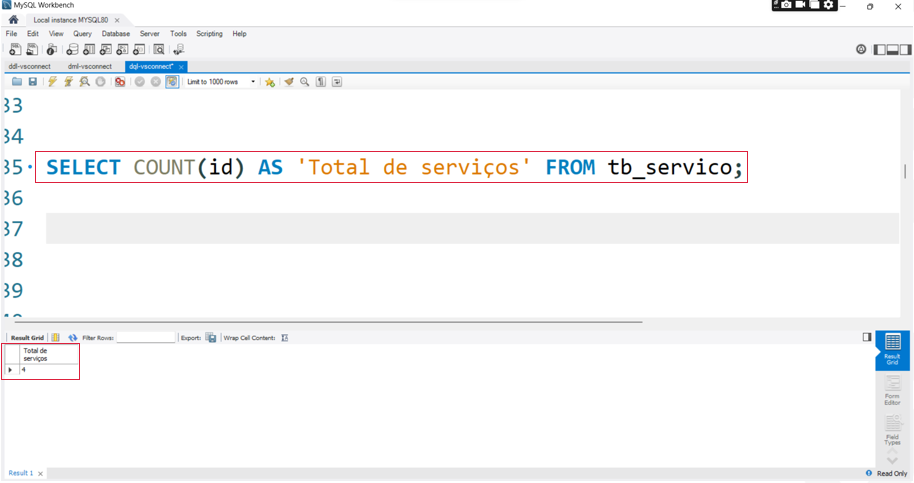 MySQL Workbench
Local instance MYSQL80 ×
File Edit View Query Database Server Tools Scripting Help
ddl-vsconnect dml-vsconnect dql-vsconnect* ×
Limit to 1000 rows
33
34
35 SELECT COUNT(id) AS 'Total de serviços' FROM tb_servico;
36
37
38
39
Result Grid Filter Rows: Export: Wrap Cell Content:
Total de
serviços
4
Result
Grid
Form
Editor
Field
Types
Result 1 × Read Only